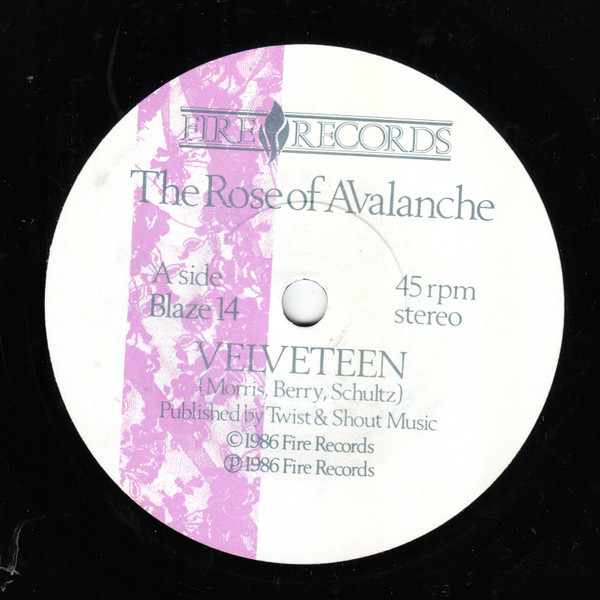 FIRE RECORDS
The Rose of Avalanche
A side
Blaze 14
45 rpm
stereo
VELVETEEN
(Morris, Berry, Schultz)
Published by Twist & Shout Music
©1986 Fire Records
℗1986 Fire Records